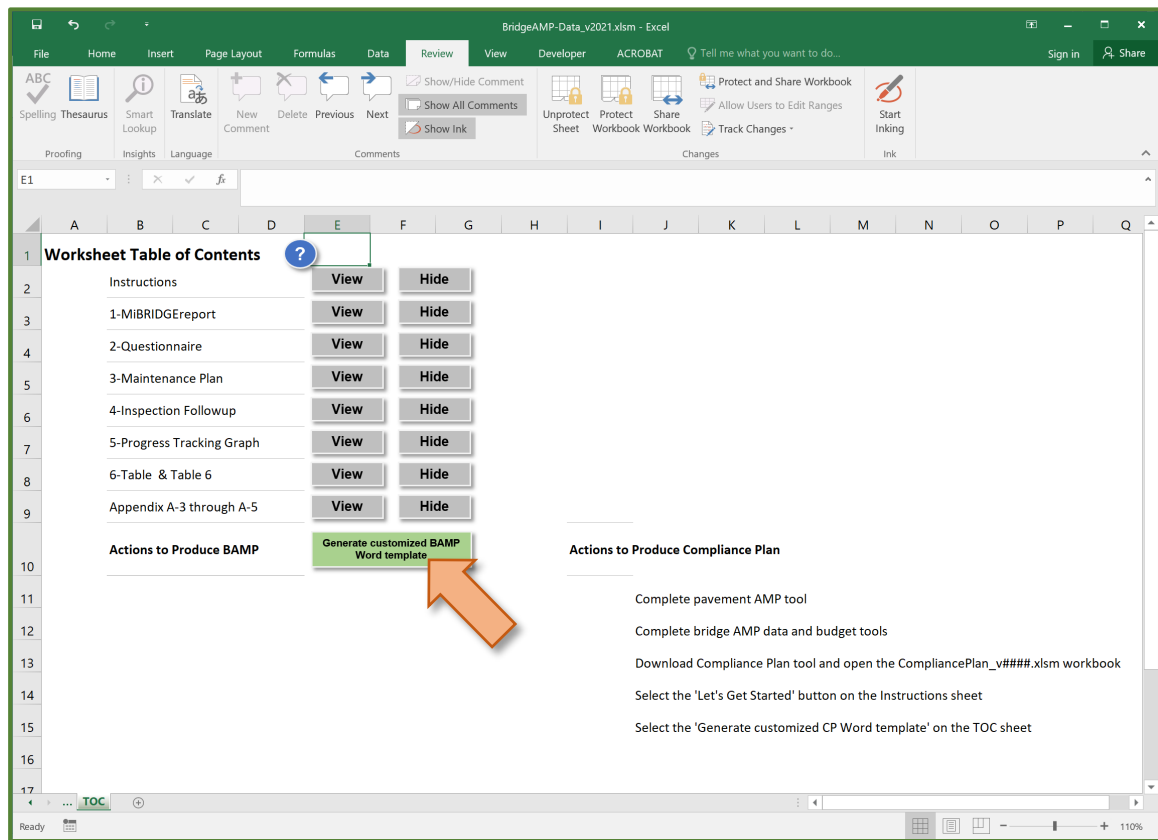 BridgeAMP-Data_v2021.xlsm - Excel
File Home Insert Page Layout Formulas Data Review View Developer ACROBAT Tell me what you want to do... Sign in Share
ABC
Spelling Thesaurus Smart Lookup Translate New Comment Delete Previous Next
Show/Hide Comment
Show All Comments
Show Ink
Unprotect Sheet Protect Workbook Share Workbook
Protect and Share Workbook
Allow Users to Edit Ranges
Track Changes
Start Inking
Proofing Insights Language Comments Changes Ink
E1 fx
A B C D E F G H I J K L M N O P Q
1 Worksheet Table of Contents ?
2 Instructions View Hide
3 1-MiBRIDGEreport View Hide
4 2-Questionnaire View Hide
5 3-Maintenance Plan View Hide
6 4-Inspection Followup View Hide
7 5-Progress Tracking Graph View Hide
8 6-Table & Table 6 View Hide
9 Appendix A-3 through A-5 View Hide
10 Actions to Produce BAMP Generate customized BAMP Word template Actions to Produce Compliance Plan
11 Complete pavement AMP tool
12 Complete bridge AMP data and budget tools
13 Download Compliance Plan tool and open the CompliancePlan_v####.xlsm workbook
14 Select the 'Let's Get Started' button on the Instructions sheet
15 Select the 'Generate customized CP Word template' on the TOC sheet
16
17
... TOC
Ready 110%